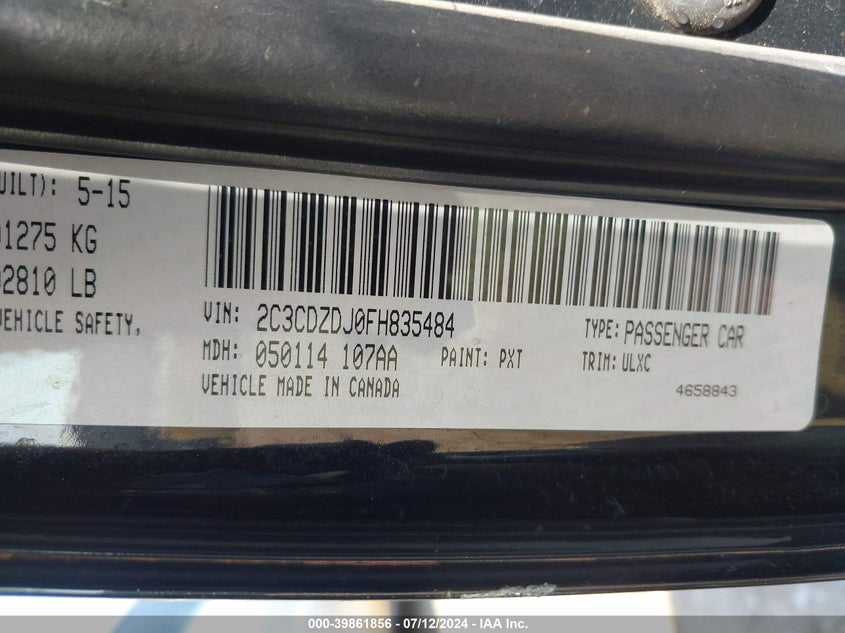 UILT): 5-15
1275 KG
2810 LB
VEHICLE SAFETY,
VIN: 2C3CDZDJ0FH835484
TYPE: PASSENGER CAR
MDH: 050114 107AA PAINT: PXT
TRIM: ULXC
VEHICLE MADE IN CANADA
4658843
000-39861856 - 07/12/2024 - IAA Inc.